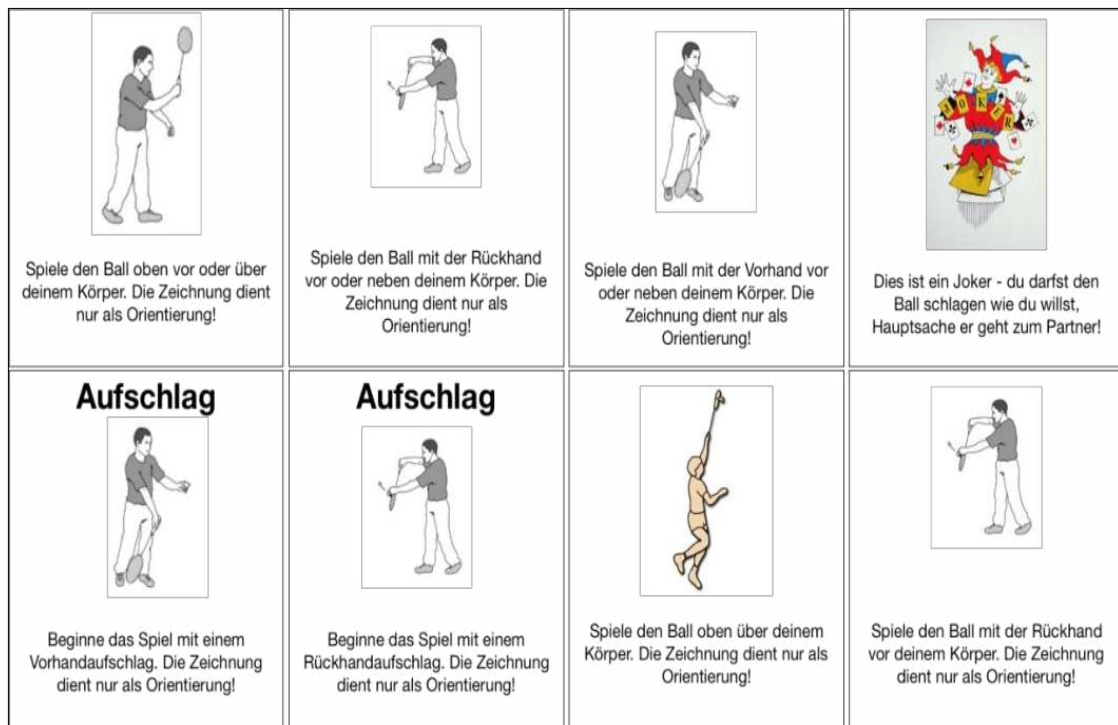 JOKER
Spiele den Ball oben vor oder über
deinem Körper. Die Zeichnung dient
nur als Orientierung!
Spiele den Ball mit der Rückhand
vor oder neben deinem Körper. Die
Zeichnung dient nur als
Orientierung!
Spiele den Ball mit der Vorhand vor
oder neben deinem Körper. Die
Zeichnung dient nur als
Orientierung!
Dies ist ein Joker - du darfst den
Ball schlagen wie du willst,
Hauptsache er geht zum Partner!
Aufschlag
Beginne das Spiel mit einem
Vorhandaufschlag. Die Zeichnung
dient nur als Orientierung!
Aufschlag
Beginne das Spiel mit einem
Rückhandaufschlag. Die Zeichnung
dient nur als Orientierung!
Spiele den Ball oben über deinem
Körper. Die Zeichnung dient nur als
Orientierung!
Spiele den Ball mit der Rückhand
vor deinem Körper. Die Zeichnung
dient nur als Orientierung!